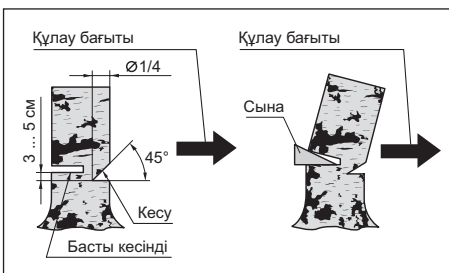 Құлау бағыты
Құлау бағыты
Ø1/4
Сына
3 ... 5 см
45°
Кесу
Басты кесінді